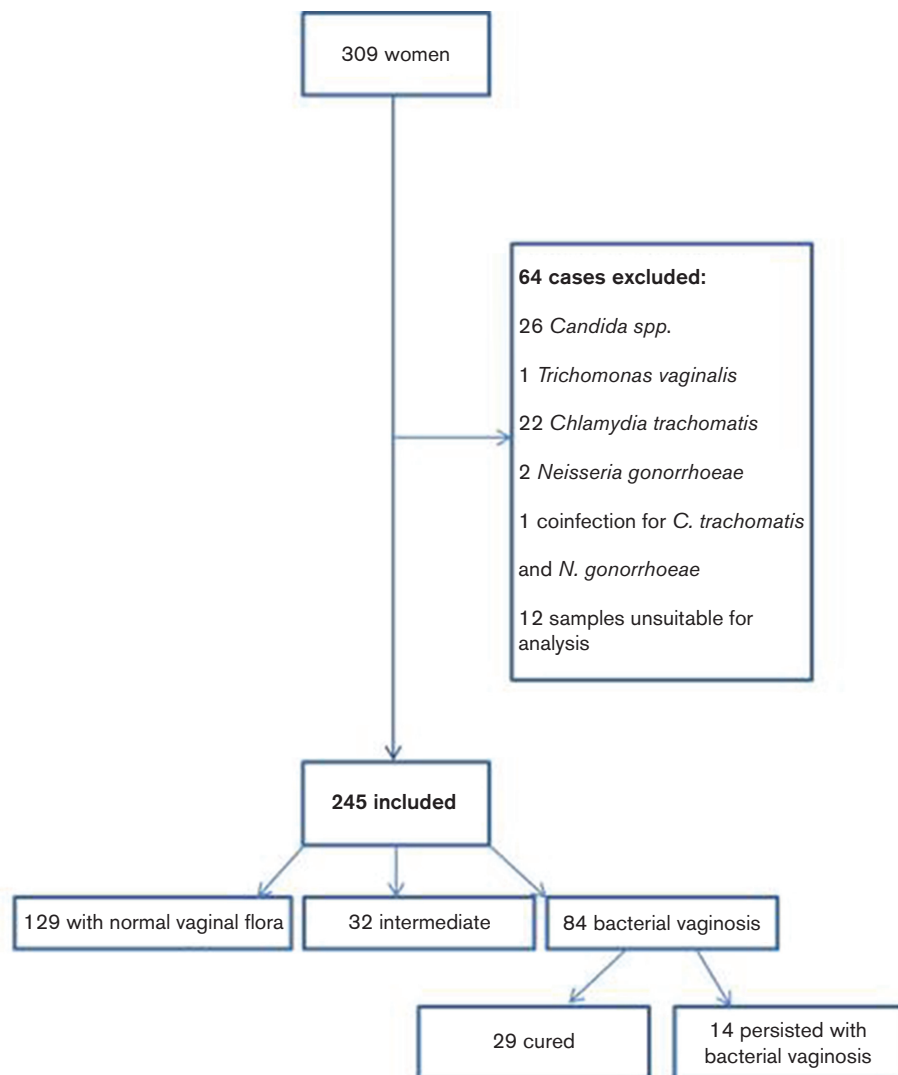 309 women
64 cases excluded:
26 Candida spp.
1 Trichomonas vaginalis
22 Chlamydia trachomatis
2 Neisseria gonorrhoeae
1 coinfection for C. trachomatis
and N. gonorrhoeae
12 samples unsuitable for
analysis
245 included
129 with normal vaginal flora
32 intermediate
84 bacterial vaginosis
29 cured
14 persisted with
bacterial vaginosis